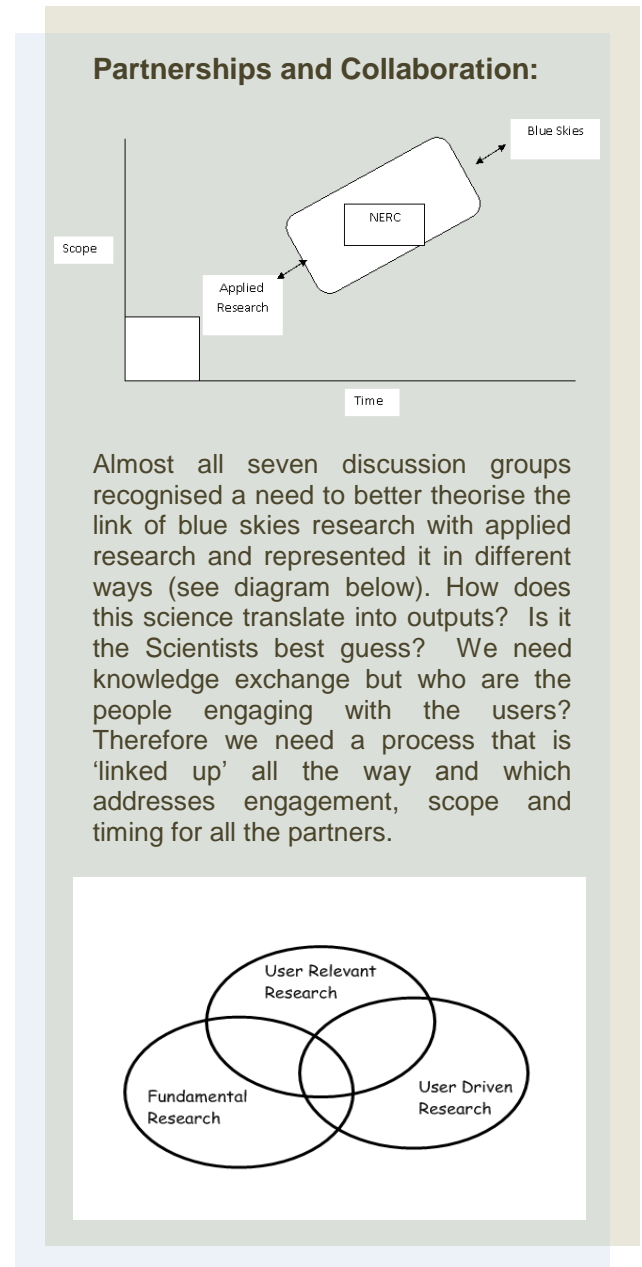 Partnerships and Collaboration:
Blue Skies
NERC
Scope
Applied
Research
Time
Almost all seven discussion groups
recognised a need to better theorise the
link of blue skies research with applied
research and represented it in different
ways (see diagram below). How does
this science translate into outputs? Is it
the Scientists best guess? We need
knowledge exchange but who are the
people engaging with the users?
Therefore we need a process that is
‘linked up’ all the way and which
addresses engagement, scope and
timing for all the partners.
User Relevant
Research
Fundamental
Research
User Driven
Research